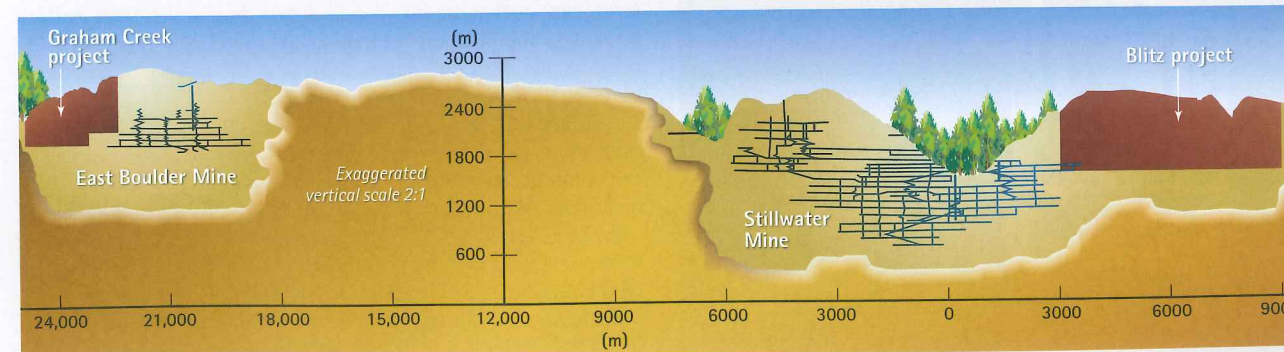 Graham Creek
project
(m)
3000
2400
1800
1200
600
Blitz project
East Boulder Mine
Exaggerated
vertical scale 2:1
Stillwater
Mine
24,000 21,000 18,000 15,000 12,000 9000 6000 3000 0 3000 6000
(m)